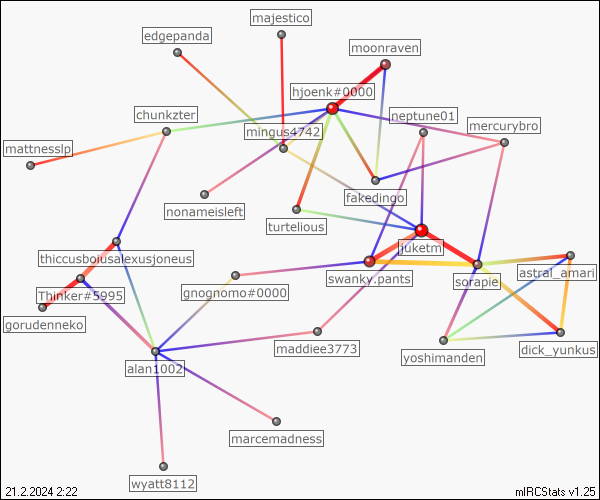 majestico
edgepanda
moonraven
hjoenk#0000
chunkzter
neptune01
mercurybro
mingus4742
mattnesslp
fakedingo
nonameisleft
turtelious
juketm
thiccusboiisalexusjoneus
swanky.pants
sorapie
astral_amari
Thinker#5995
gnognomo#0000
gorudenneko
maddiee3773
dick_yunkus
yoshimanden
alan1002
marcemadness
wyatt8112
21.2.2024 2:22
mIRCStats v1.25